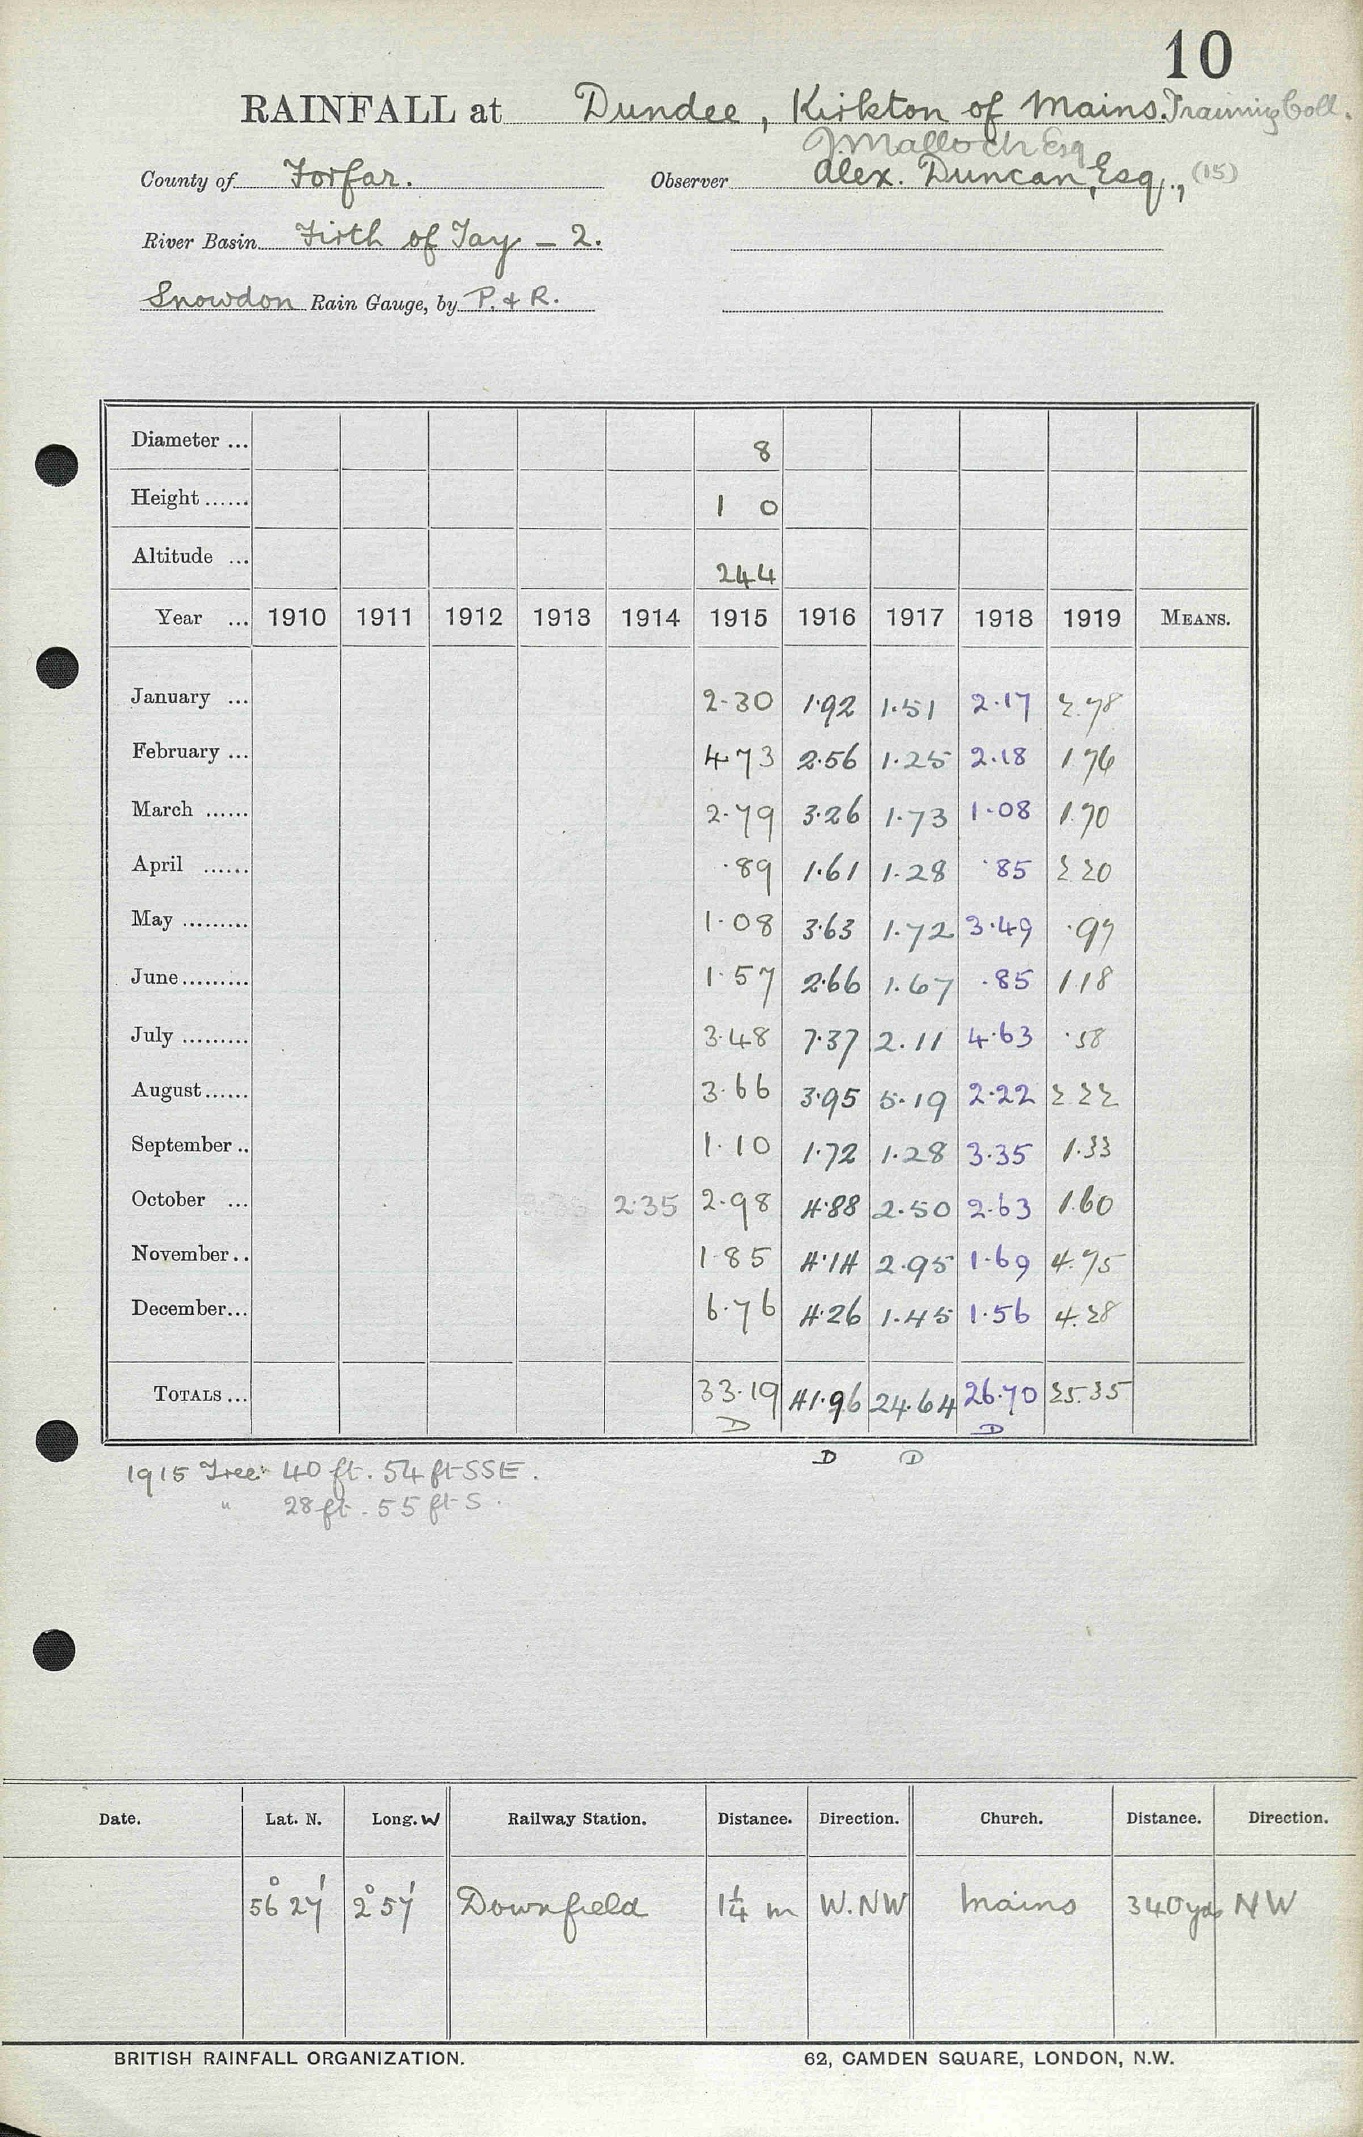 10
RAINFALL at Dundee, Kirkton of Mains. Training Coll.
J. Malloch Esq
County of Forfar. Observer Alex. Duncan, Esq., (15)
River Basin Firth of Tay - 2.
Snowdon Rain Gauge, by P. & R.
Diameter ... 8
Height ...... 1 0
Altitude ... 244
Year ... 1910 1911 1912 1913 1914 1915 1916 1917 1918 1919 MEANS.
January ... 2.30 1.92 1.51 2.17 2.78
February ... 4.73 2.56 1.25 2.18 1.76
March ...... 2.79 3.26 1.73 1.08 1.70
April ...... .89 1.61 1.28 .85 2.20
May ......... 1.08 3.63 1.72 3.49 .97
June ......... 1.57 2.66 1.67 .85 1.18
July ......... 3.48 7.37 2.11 4.63 .58
August ...... 3.66 3.95 5.19 2.22 2.22
September .. 1.10 1.72 1.28 3.35 1.33
October ... 2.35 2.98 4.88 2.50 2.63 1.60
November .. 1.85 4.14 2.95 1.69 4.75
December ... 6.76 4.26 1.45 1.56 4.28
TOTALS ... 33.19 41.96 24.64 26.70 25.35
D D D D
1915 Tree 40 ft. 54 ft SSE.
" 28 ft. 55 ft S.
Date. Lat. N. Long. W Railway Station. Distance. Direction. Church. Distance. Direction.
56° 27' 2° 57' Downfield 1¼ m W.NW Mains 340 yds NW
BRITISH RAINFALL ORGANIZATION. 62, CAMDEN SQUARE, LONDON, N.W.